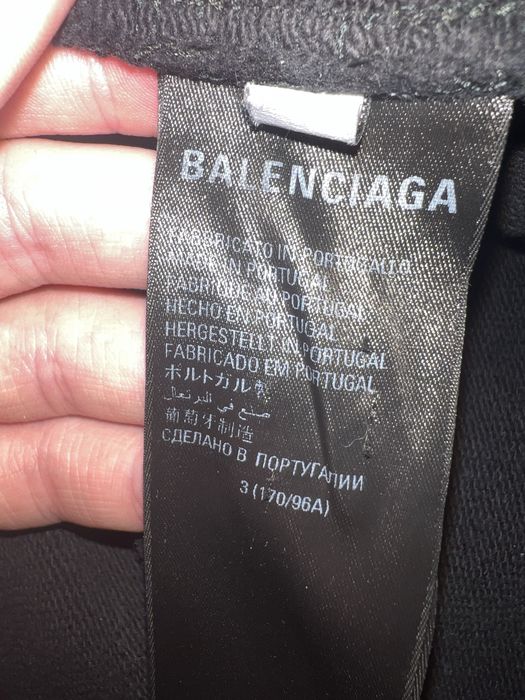 BALENCIAGA
FABBRICATO IN PORTOGALLO
MADE IN PORTUGAL
FABRIQUÉ AU PORTUGAL
HECHO EN PORTUGAL
HERGESTELLT IN PORTUGAL
FABRICADO EM PORTUGAL
ポルトガル製
صنع في البرتغال
葡萄牙制造
СДЕЛАНО В ПОРТУГАЛИИ
3 (170/96A)